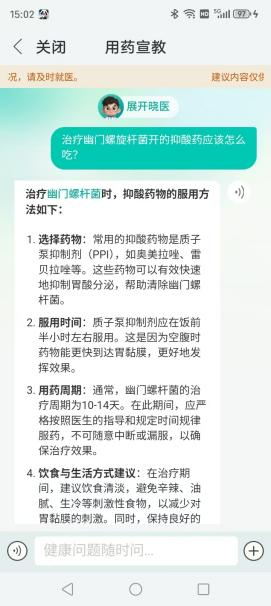 15:02
HD
5G
97
关闭
用药宣教
况，请及时就医。
建议内容仅供
展开晓医
治疗幽门螺旋杆菌开的抑酸药应该怎么
吃？
治疗幽门螺杆菌时，抑酸药物的服用方
法如下：
1. 选择药物：常用的抑酸药物是质子
泵抑制剂（PPI），如奥美拉唑、雷
贝拉唑等。这些药物可以有效快速
地抑制胃酸分泌，帮助清除幽门螺
杆菌。
2. 服用时间：质子泵抑制剂应在饭前
半小时左右服用。这是因为空腹时
药物能更快到达胃黏膜，更好地发
挥效果。
3. 用药周期：通常，幽门螺杆菌的治
疗周期为10-14天。在此期间，应严
格按照医生的指导和规定时间规律
服药，不可随意中断或漏服，以确
保治疗效果。
4. 饮食与生活方式建议：在治疗期
间，建议饮食清淡，避免辛辣、油
腻、生冷等刺激性食物，以减少对
胃黏膜的刺激。同时，保持良好的
健康问题随时问...